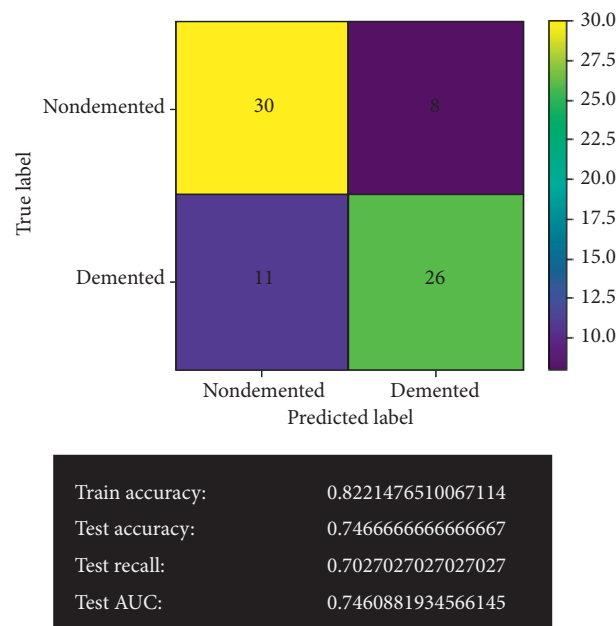 30.0
27.5
Nondemented
30
8
25.0
22.5
True label
20.0
17.5
15.0
Demented
11
26
12.5
10.0
Nondemented Demented
Predicted label
Train accuracy: 0.8221476510067114
Test accuracy: 0.7466666666666667
Test recall: 0.7027027027027027
Test AUC: 0.7460881934566145